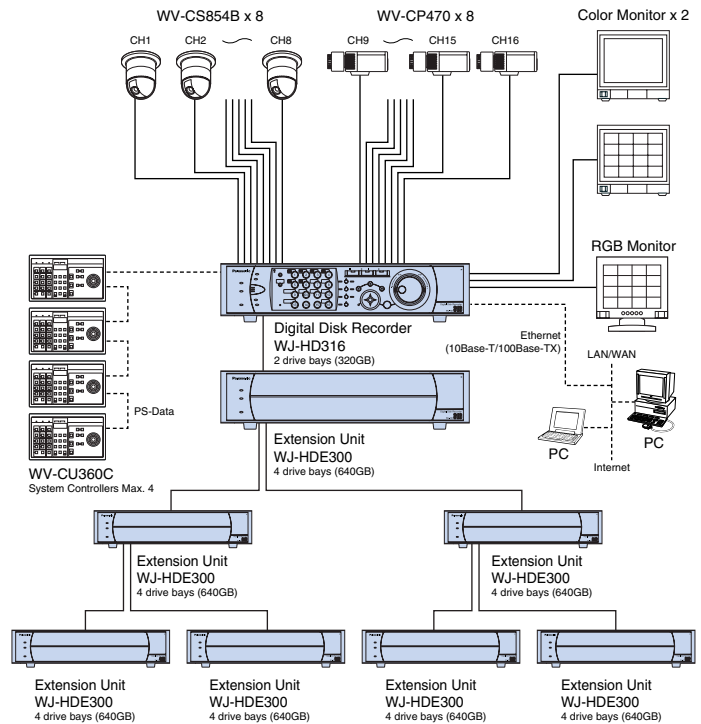 WV-CS854B x 8
WV-CP470 x 8
Color Monitor x 2
CH1
CH2
CH8
CH9
CH15
CH16
RGB Monitor
Panasonic
Digital Disk Recorder
WJ-HD316
2 drive bays (320GB)
Ethernet
(10Base-T/100Base-TX)
LAN/WAN
PC
PC
Internet
PS-Data
WV-CU360C
System Controllers Max. 4
Panasonic
Extension Unit
WJ-HDE300
4 drive bays (640GB)
Extension Unit
WJ-HDE300
4 drive bays (640GB)
Extension Unit
WJ-HDE300
4 drive bays (640GB)
Extension Unit
WJ-HDE300
4 drive bays (640GB)
Extension Unit
WJ-HDE300
4 drive bays (640GB)
Extension Unit
WJ-HDE300
4 drive bays (640GB)
Extension Unit
WJ-HDE300
4 drive bays (640GB)